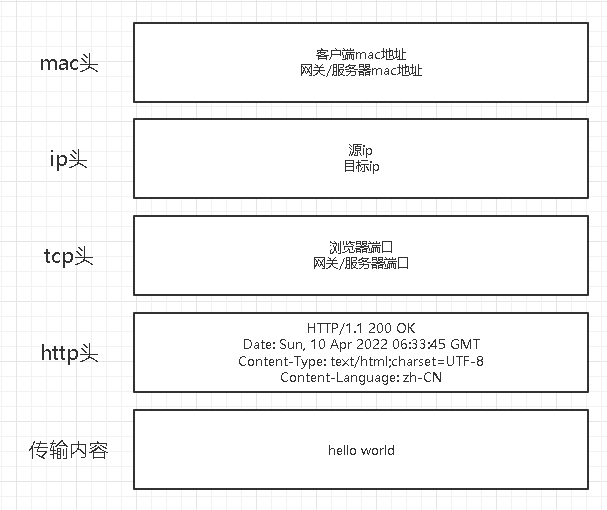 mac头
客户端mac地址
网关/服务器mac地址
ip头
源ip
目标ip
tcp头
浏览器端口
网关/服务器端口
http头
HTTP/1.1 200 OK
Date: Sun, 10 Apr 2022 06:33:45 GMT
Content-Type: text/html;charset=UTF-8
Content-Language: zh-CN
传输内容
hello world